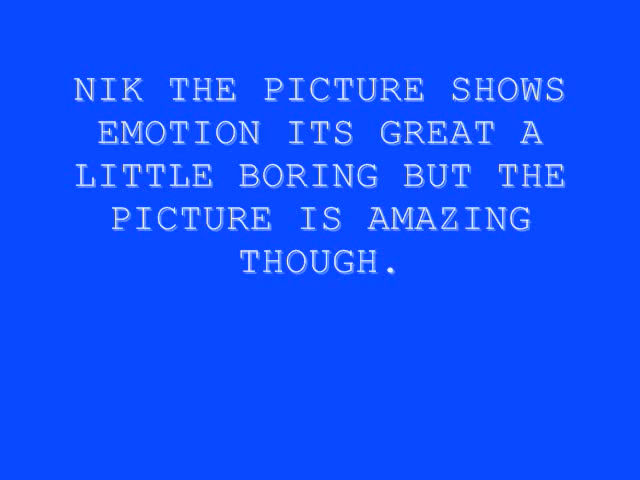 NIK THE PICTURE SHOWS
EMOTION ITS GREAT A
LITTLE BORING BUT THE
PICTURE IS AMAZING
THOUGH.